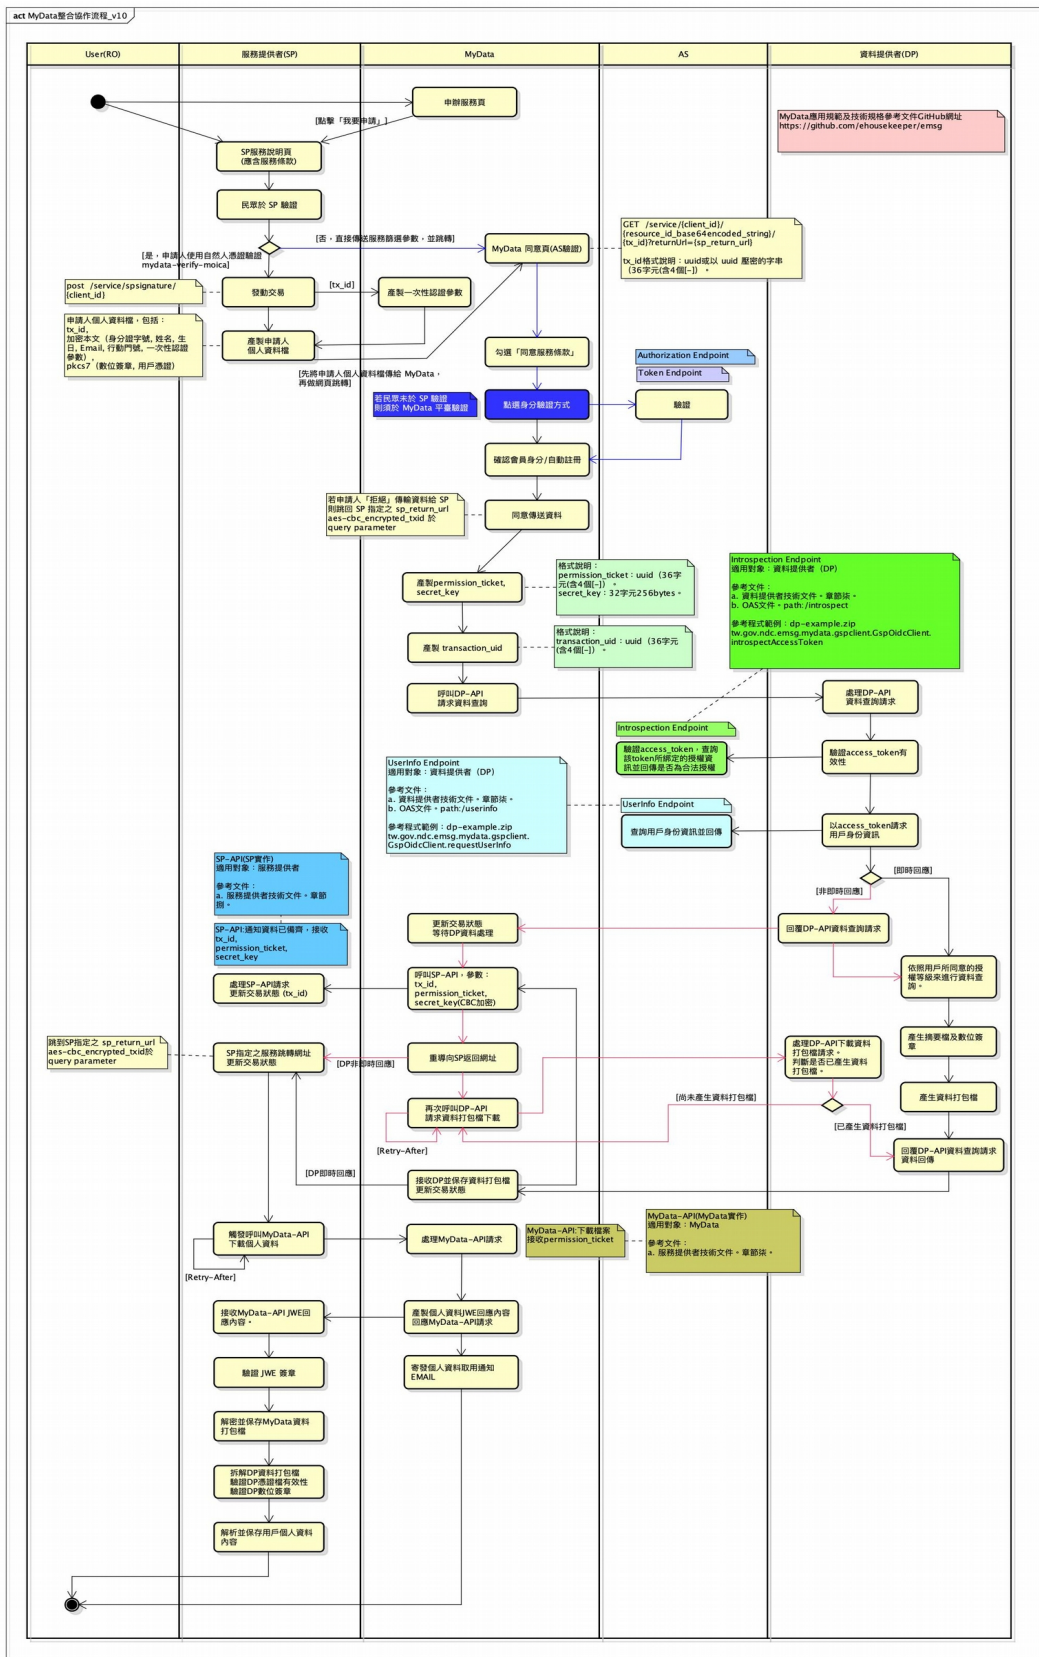 act MyData整合協作流程_v10
User(RO)
服務提供者(SP)
MyData
AS
資料提供者(DP)
申辦服務頁
[點擊「我要申請」]
MyData應用規範及技術規格參考文件GitHub網址
https://github.com/ehousekeeper/emsg
SP服務說明頁
(應含服務條款)
民眾於 SP 驗證
[否，直接傳送服務篩選參數，並跳轉]
MyData 同意頁(AS驗證)
GET /service/{client_id}/
{resource_id_base64encoded_string}/
{tx_id}?returnUrl={sp_return_url}
tx_id格式說明：uuid或以 uuid 壓密的字串
（36字元(含4個[-]）。
[是，申請人使用自然人憑證驗證
mydata-verify-moica]
post /service/spsignature/
{client_id}
發動交易
[tx_id]
產製一次性認證參數
申請人個人資料檔，包括：
tx_id,
加密本文（身分證字號, 姓名, 生
日, Email, 行動門號, 一次性認證
參數）,
pkcs7（數位簽章, 用戶憑證）
產製申請人
個人資料檔
[先將申請人個人資料檔傳給 MyData，
再做網頁跳轉]
勾選「同意服務條款」
Authorization Endpoint
Token Endpoint
若民眾未於 SP 驗證
則須於 MyData 平臺驗證
點選身分驗證方式
驗證
確認會員身分/自動註冊
若申請人「拒絕」傳輸資料給 SP
則跳回 SP 指定之 sp_return_url
aes-cbc_encrypted_txid 於
query parameter
同意傳送資料
產製permission_ticket,
secret_key
格式說明：
permission_ticket：uuid（36字
元(含4個[-]）。
secret_key：32字元256bytes。
Introspection Endpoint
適用對象：資料提供者（DP）
參考文件：
a. 資料提供者技術文件。章節柒。
b. OAS文件。path:/introspect
參考程式範例：dp-example.zip
tw.gov.ndc.emsg.mydata.gspclient.GspOidcClient.
introspectAccessToken
產製 transaction_uid
格式說明：
transaction_uid：uuid（36字元
(含4個[-]）。
呼叫DP-API
請求資料查詢
處理DP-API
資料查詢請求
Introspection Endpoint
驗證access_token，查詢
該token所綁定的授權資
訊並回傳是否為合法授權
驗證access_token有
效性
UserInfo Endpoint
適用對象：資料提供者（DP）
參考文件：
a. 資料提供者技術文件。章節柒。
b. OAS文件。path:/userinfo
參考程式範例：dp-example.zip
tw.gov.ndc.emsg.mydata.gspclient.
GspOidcClient.requestUserInfo
UserInfo Endpoint
查詢用戶身份資訊並回傳
以access_token請求
用戶身份資訊
[即時回應]
[非即時回應]
SP-API(SP實作)
適用對象：服務提供者
參考文件：
a. 服務提供者技術文件。章節
捌。
SP-API:通知資料已備齊，接收
tx_id,
permission_ticket,
secret_key
更新交易狀態
等待DP資料處理
回覆DP-API資料查詢請求
處理SP-API請求
更新交易狀態 (tx_id)
呼叫SP-API，參數：
tx_id,
permission_ticket,
secret_key(CBC加密)
依照用戶所同意的授
權等級來進行資料查
詢。
跳到SP指定之 sp_return_url
aes-cbc_encrypted_txid於
query parameter
SP指定之服務跳轉網址
更新交易狀態
[DP非即時回應]
重導向SP返回網址
處理DP-API下載資料
打包檔請求。
判斷是否已產生資料
打包檔。
產生摘要檔及數位簽
章
產生資料打包檔
再次呼叫DP-API
請求資料打包檔下載
[Retry-After]
[尚未產生資料打包檔]
[已產生資料打包檔]
回覆DP-API資料查詢請求
資料回傳
[DP即時回應]
接收DP並保存資料打包檔
更新交易狀態
觸發呼叫MyData-API
下載個人資料
[Retry-After]
處理MyData-API請求
MyData-API:下載檔案
接收permission_ticket
MyData-API(MyData實作)
適用對象：MyData
參考文件：
a. 服務提供者技術文件。章節柒。
接收MyData-API JWE回
應內容。
產製個人資料JWE回應內容
回應MyData-API請求
驗證 JWE 簽章
寄發個人資料取用通知
EMAIL
解密並保存MyData資料
打包檔
拆解DP資料打包檔
驗證DP憑證檔有效性
驗證DP數位簽章
解析並保存用戶個人資料
內容